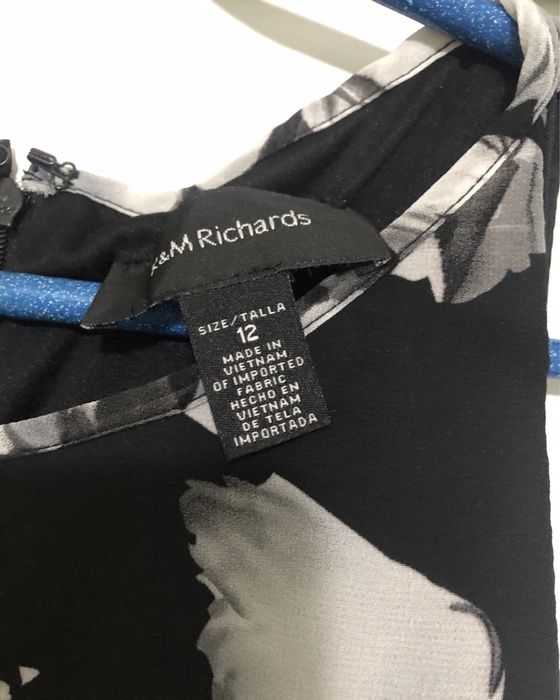 &M Richards
SIZE/TALLA
12
MADE IN
VIETNAM
OF IMPORTED
FABRIC
HECHO EN
VIETNAM
DE TELA
IMPORTADA